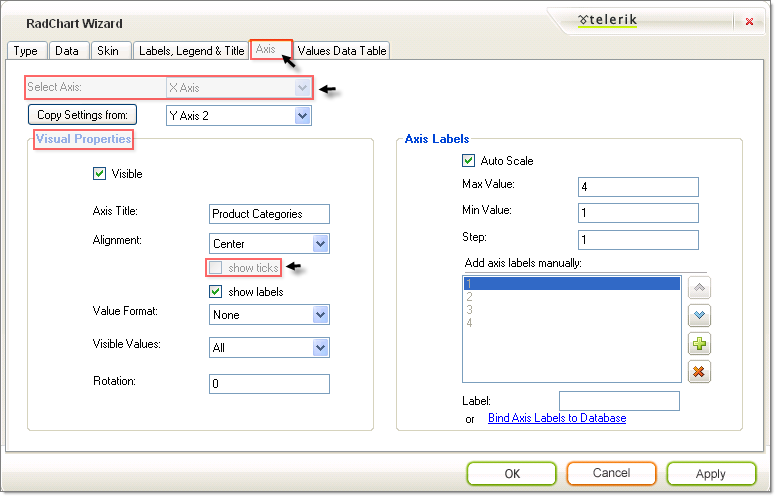 RadChart Wizard
telerik
Type Data Skin Labels, Legend & Title Axis Values Data Table
Select Axis: X Axis
Copy Settings from: Y Axis 2
Visual Properties
Visible
Axis Title: Product Categories
Alignment: Center
show ticks
show labels
Value Format: None
Visible Values: All
Rotation: 0
Axis Labels
Auto Scale
Max Value: 4
Min Value: 1
Step: 1
Add axis labels manually:
1
2
3
4
Label:
or Bind Axis Labels to Database
OK Cancel Apply